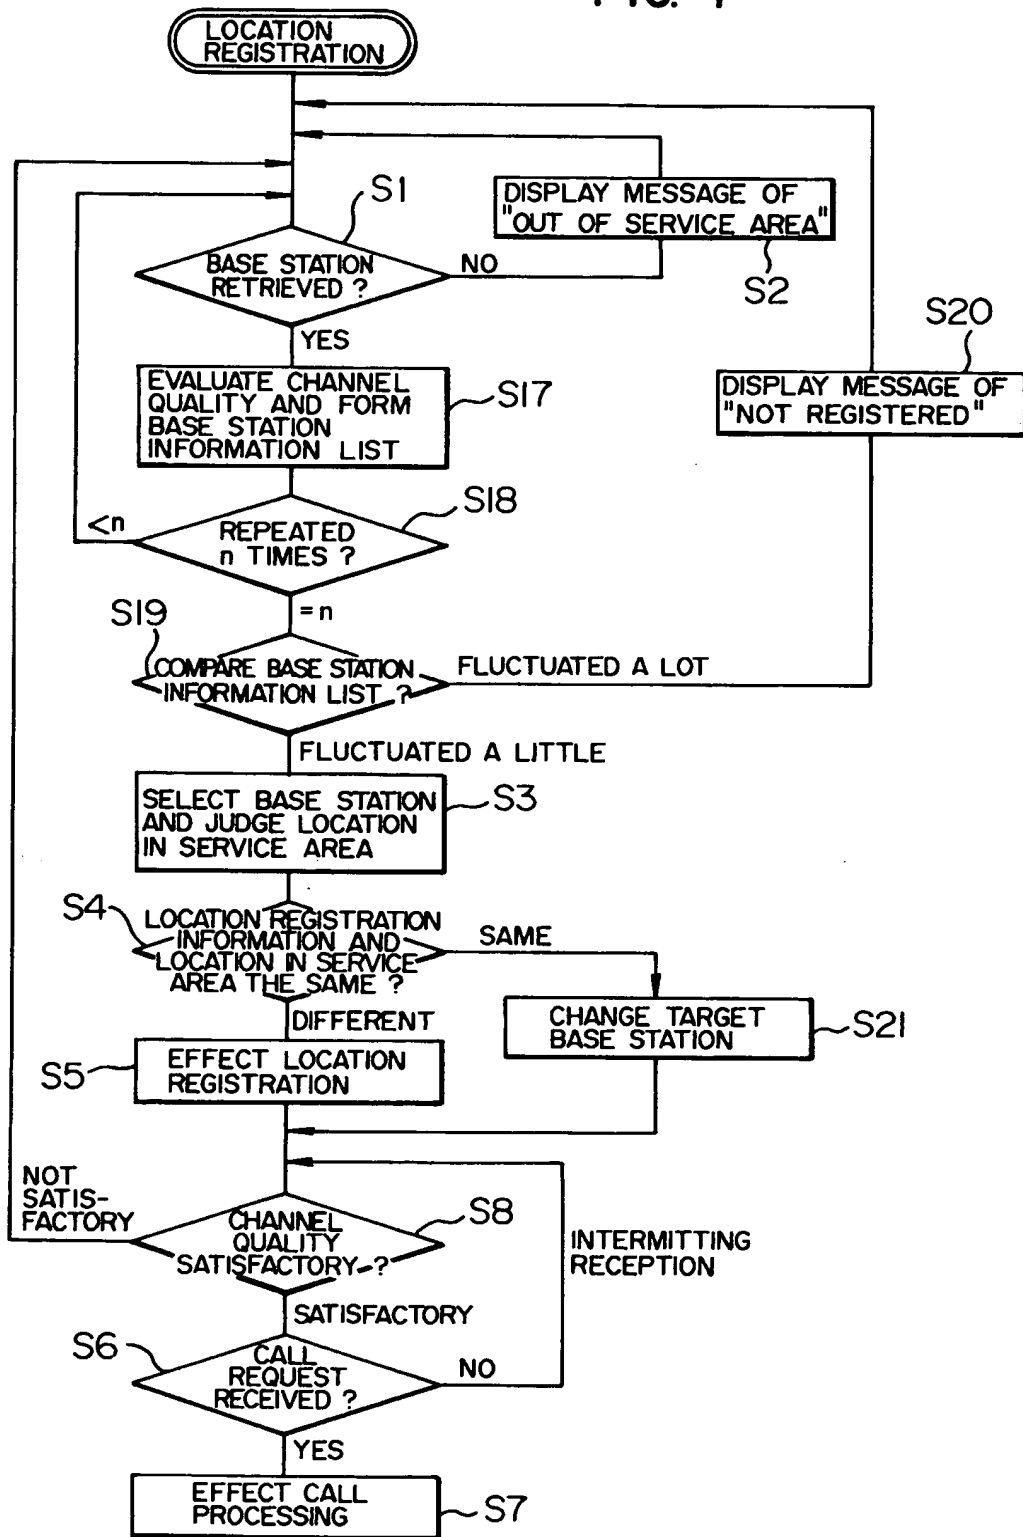 LOCATION
REGISTRATION
S1
DISPLAY MESSAGE OF
"OUT OF SERVICE AREA"
S2
BASE STATION
RETRIEVED ?
NO
YES
S20
DISPLAY MESSAGE OF
"NOT REGISTERED"
EVALUATE CHANNEL
QUALITY AND FORM
BASE STATION
INFORMATION LIST
S17
S18
<n
REPEATED
n TIMES ?
=n
S19
COMPARE BASE STATION
INFORMATION LIST ?
FLUCTUATED A LOT
FLUCTUATED A LITTLE
SELECT BASE STATION
AND JUDGE LOCATION
IN SERVICE AREA
S3
S4
LOCATION REGISTRATION
INFORMATION AND
LOCATION IN SERVICE
AREA THE SAME ?
SAME
DIFFERENT
CHANGE TARGET
BASE STATION
S21
S5
EFFECT LOCATION
REGISTRATION
NOT
SATIS-
FACTORY
CHANNEL
QUALITY
SATISFACTORY ?
S8
INTERMITTING
RECEPTION
SATISFACTORY
S6
CALL
REQUEST
RECEIVED ?
NO
YES
EFFECT CALL
PROCESSING
S7